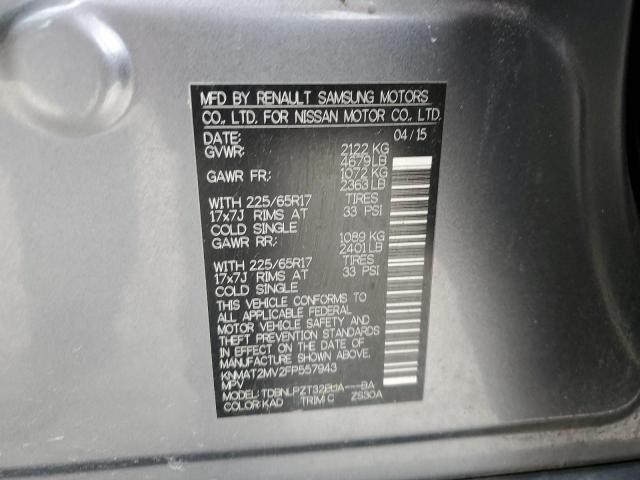 MFD BY RENAULT SAMSUNG MOTORS
CO., LTD. FOR NISSAN MOTOR CO., LTD.
DATE: 04/15
GVWR: 2122 KG
4679 LB
GAWR FR: 1072 KG
2363 LB
WITH 225/65R17 TIRES
17x7J RIMS AT 33 PSI
COLD SINGLE
GAWR RR: 1089 KG
2401 LB
WITH 225/65R17 TIRES
17x7J RIMS AT 33 PSI
COLD SINGLE
THIS VEHICLE CONFORMS TO
ALL APPLICABLE FEDERAL
MOTOR VEHICLE SAFETY AND
THEFT PREVENTION STANDARDS
IN EFFECT ON THE DATE OF
MANUFACTURE SHOWN ABOVE.
KNMAT2MV2FP557943
MPV
MODEL: BA
COLOR: KAD TRIM: C ZS30A